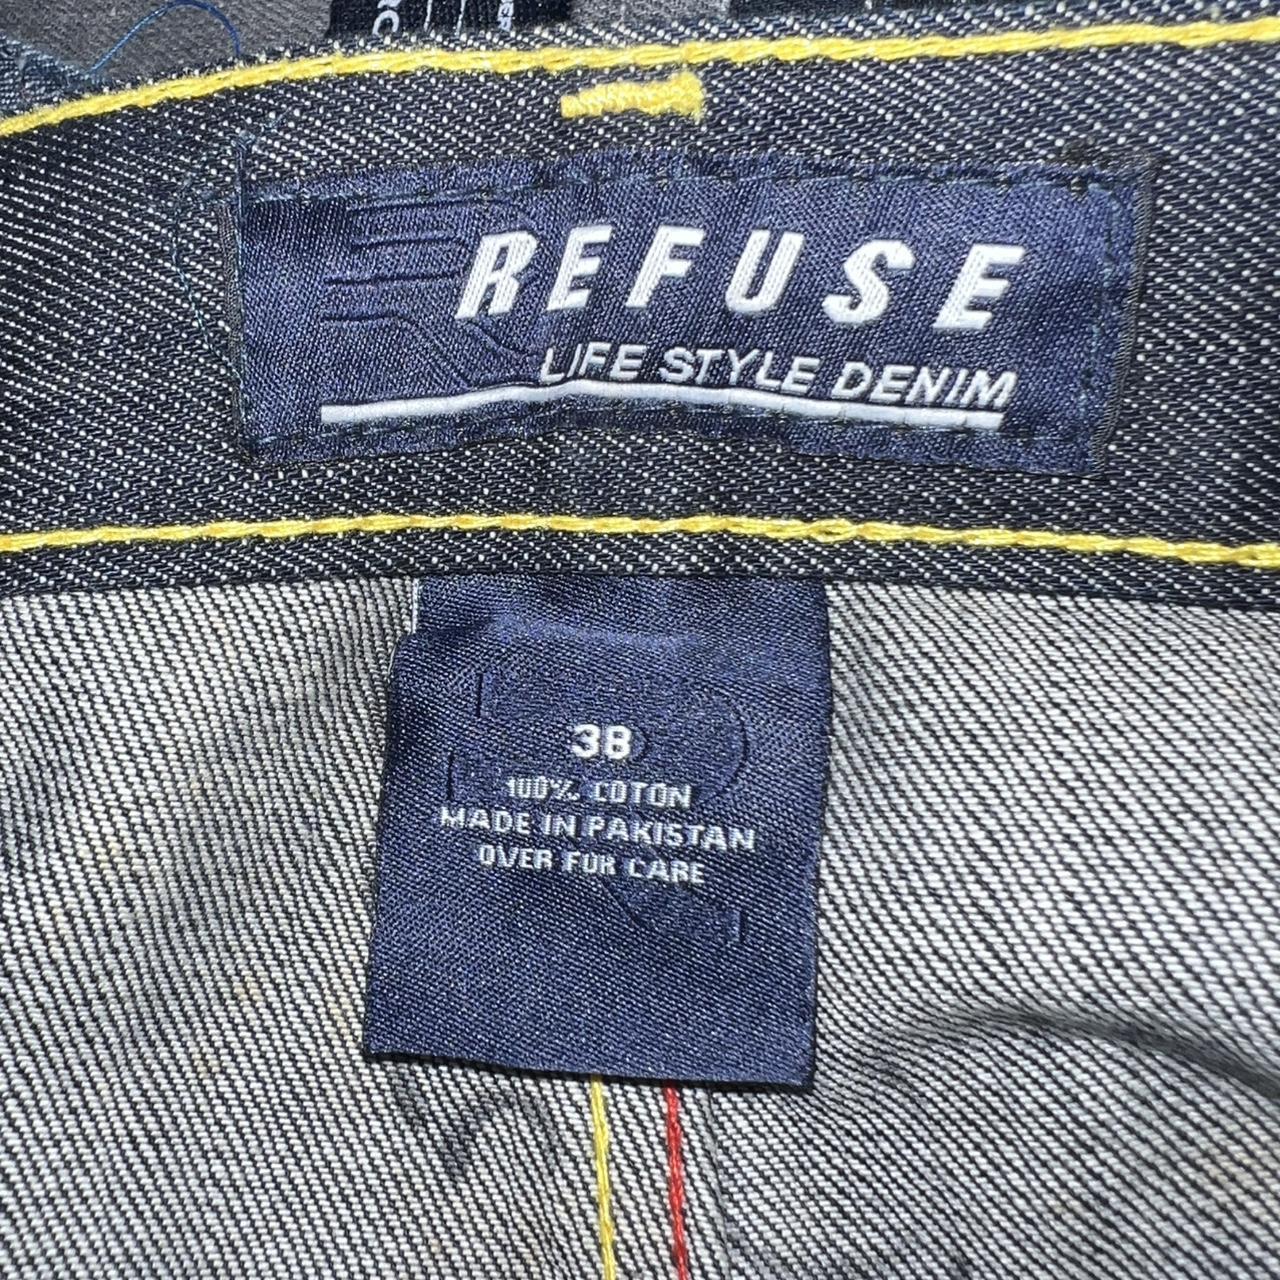 REFUSE
LIFE STYLE DENIM
38
100% COTON
MADE IN PAKISTAN
OVER FOR CARE